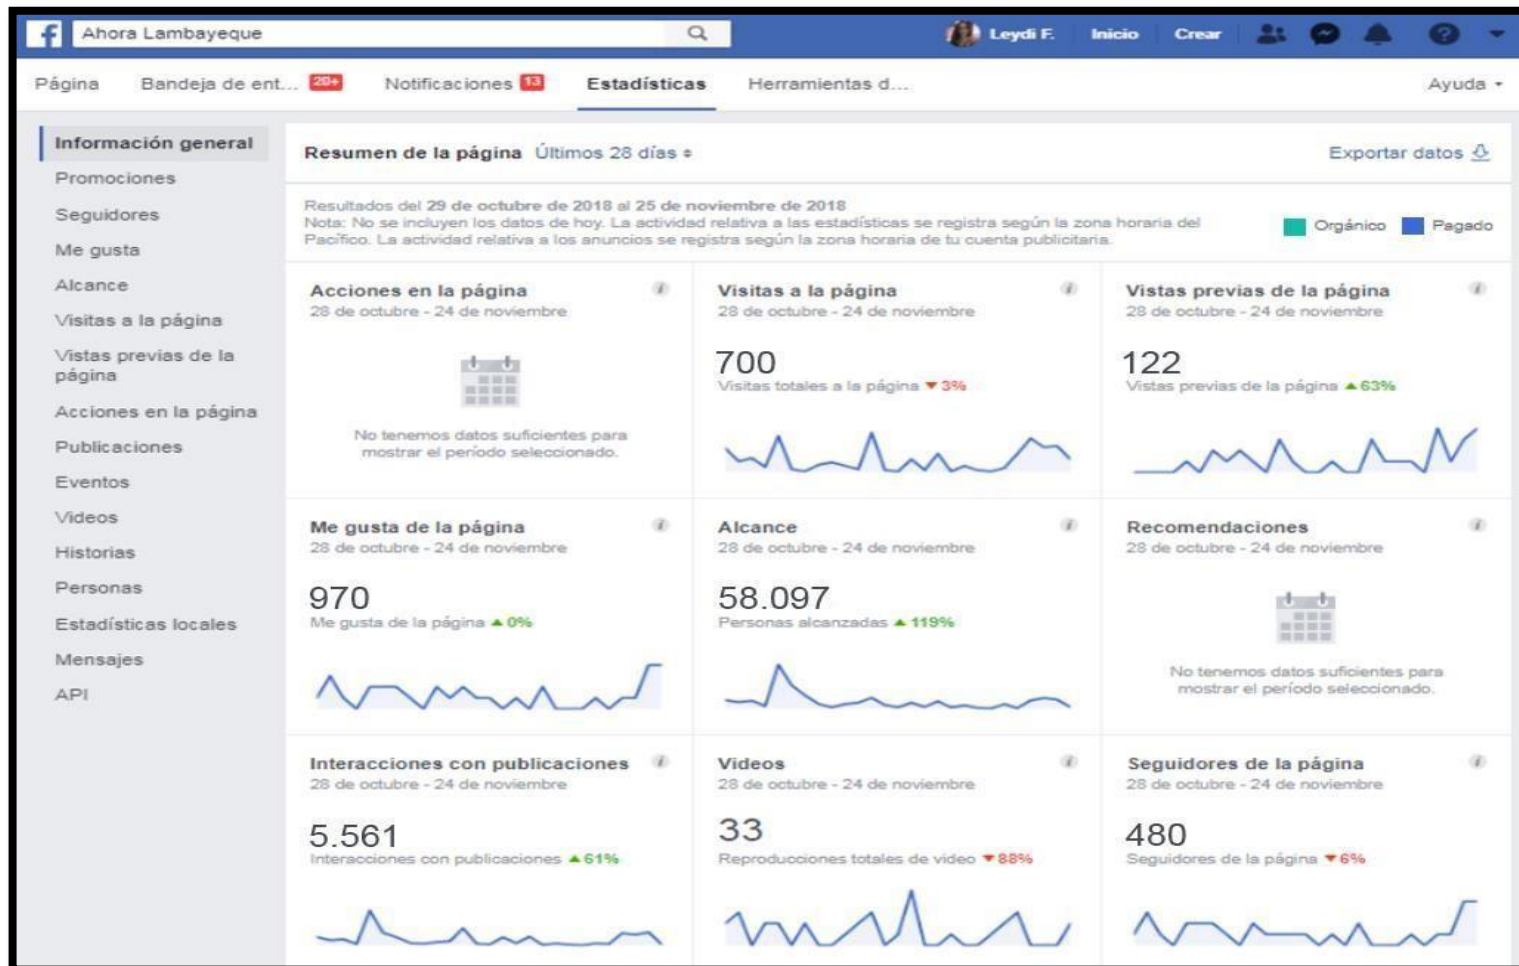 f Ahora Lambayeque Leydi F. Inicio Crear ?
Página Bandeja de ent... 20+ Notificaciones 13 Estadísticas Herramientas d... Ayuda
Información general
Promociones
Seguidores
Me gusta
Alcance
Visitas a la página
Vistas previas de la
página
Acciones en la página
Publicaciones
Eventos
Videos
Historias
Personas
Estadísticas locales
Mensajes
API
Resumen de la página Últimos 28 días Exportar datos
Resultados del 29 de octubre de 2018 al 25 de noviembre de 2018
Nota: No se incluyen los datos de hoy. La actividad relativa a las estadísticas se registra según la zona horaria del
Pacífico. La actividad relativa a los anuncios se registra según la zona horaria de tu cuenta publicitaria.
Orgánico Pagado
Acciones en la página i
28 de octubre - 24 de noviembre
No tenemos datos suficientes para
mostrar el período seleccionado.
Visitas a la página i
28 de octubre - 24 de noviembre
700
Visitas totales a la página ▼3%
Vistas previas de la página i
28 de octubre - 24 de noviembre
122
Vistas previas de la página ▲63%
Me gusta de la página i
28 de octubre - 24 de noviembre
970
Me gusta de la página ▲0%
Alcance i
28 de octubre - 24 de noviembre
58.097
Personas alcanzadas ▲119%
Recomendaciones i
28 de octubre - 24 de noviembre
No tenemos datos suficientes para
mostrar el período seleccionado.
Interacciones con publicaciones i
28 de octubre - 24 de noviembre
5.561
Interacciones con publicaciones ▲61%
Videos i
28 de octubre - 24 de noviembre
33
Reproducciones totales de video ▼88%
Seguidores de la página i
28 de octubre - 24 de noviembre
480
Seguidores de la página ▼6%